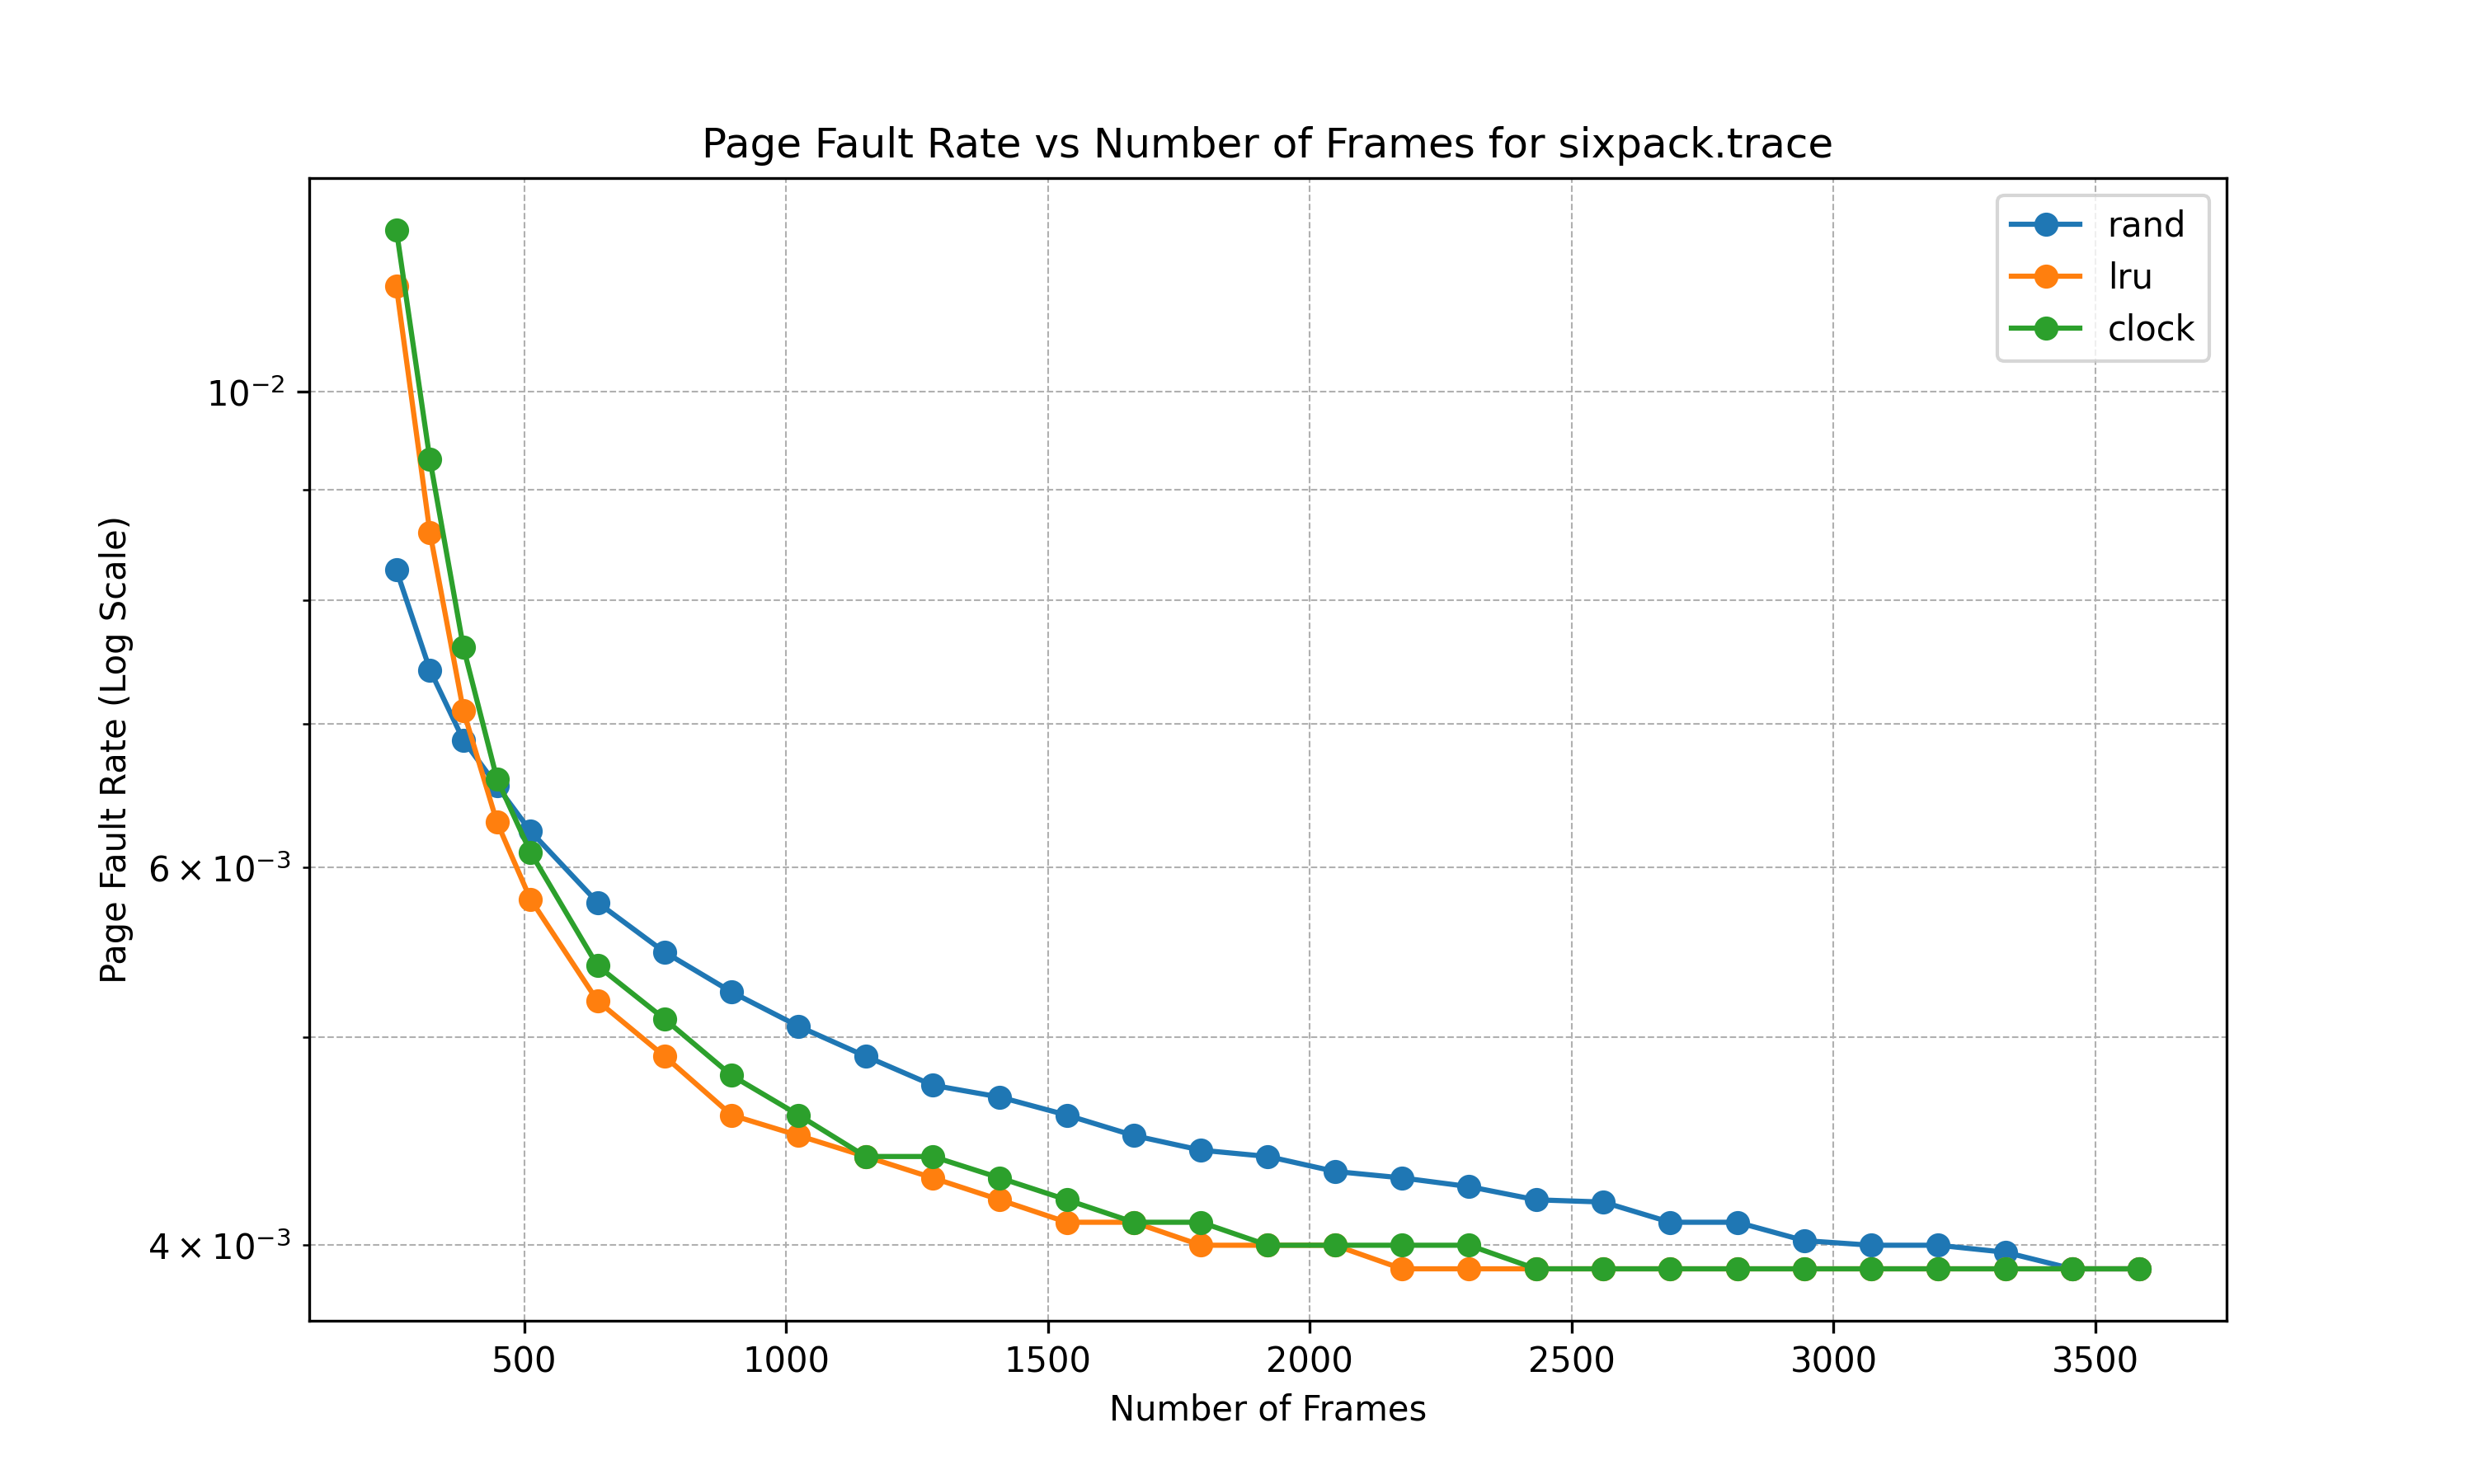 Page Fault Rate vs Number of Frames for sixpack.trace
rand
lru
clock
10⁻²
6 × 10⁻³
4 × 10⁻³
Page Fault Rate (Log Scale)
500 1000 1500 2000 2500 3000 3500
Number of Frames